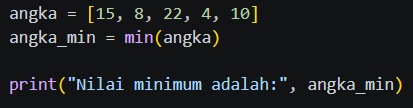 angka = [15, 8, 22, 4, 10]
angka_min = min(angka)
print("Nilai minimum adalah:", angka_min)